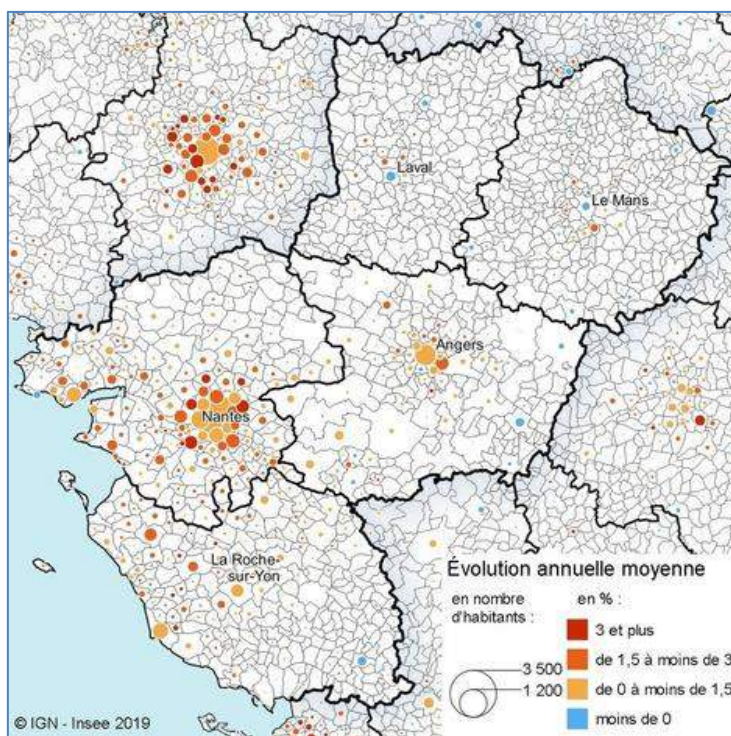 Laval
Le Mans
Angers
Nantes
La Roche-
sur-Yon
Évolution annuelle moyenne
en nombre
d'habitants :
3 500
1 200
en % :
3 et plus
de 1,5 à moins de 3
de 0 à moins de 1,5
moins de 0
© IGN - Insee 2019